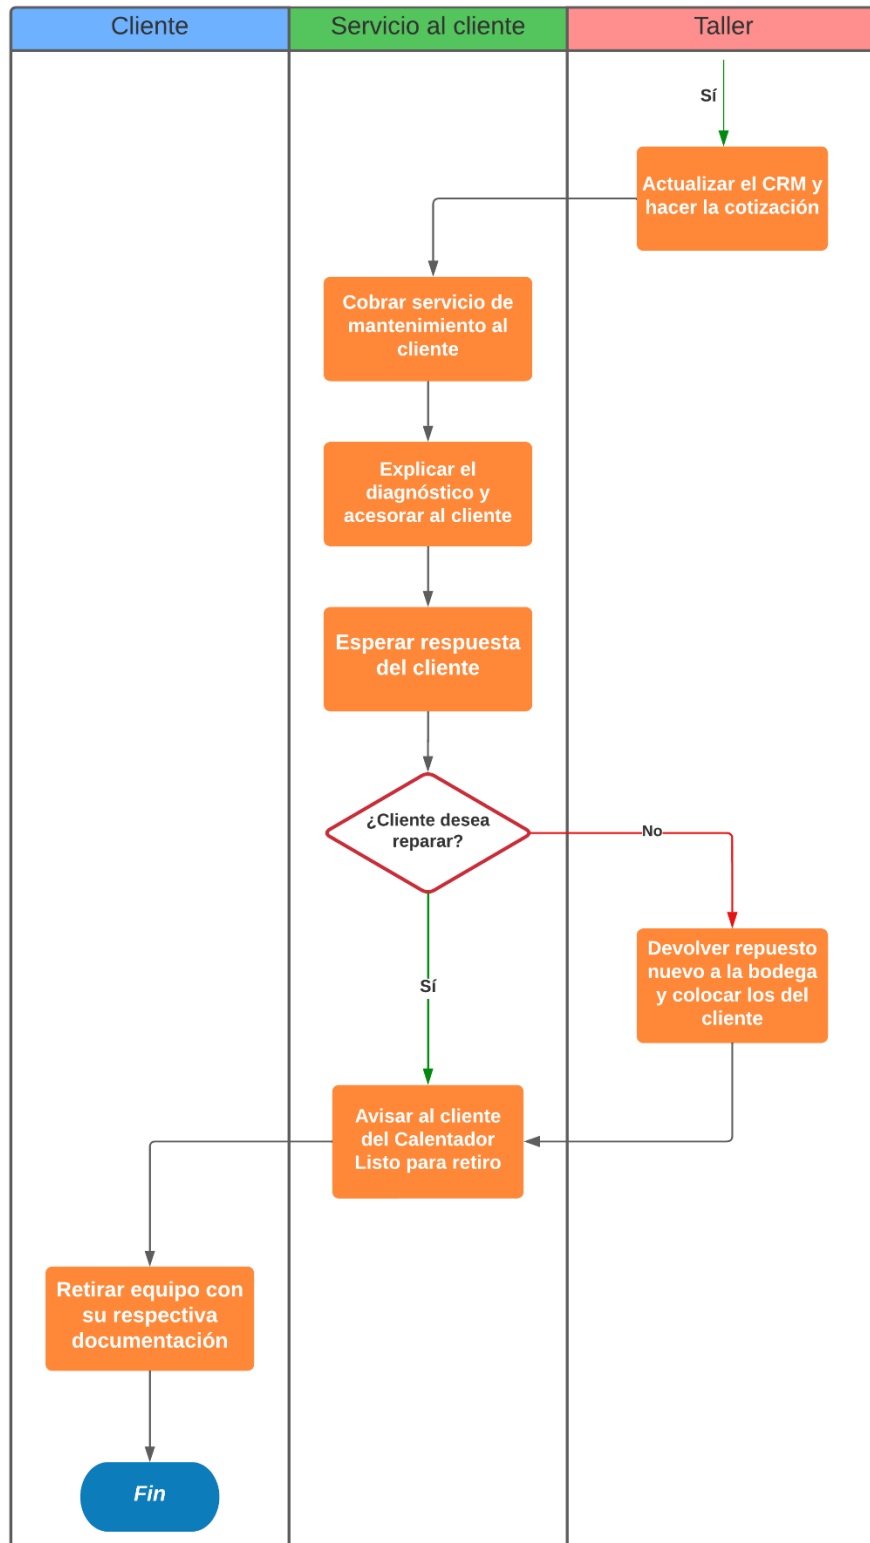 Cliente
Servicio al cliente
Taller
Sí
Actualizar el CRM y
hacer la cotización
Cobrar servicio de
mantenimiento al
cliente
Explicar el
diagnóstico y
acesorar al cliente
Esperar respuesta
del cliente
¿Cliente desea
reparar?
No
Devolver repuesto
nuevo a la bodega
y colocar los del
cliente
Sí
Avisar al cliente
del Calentador
Listo para retiro
Retirar equipo con
su respectiva
documentación
Fin